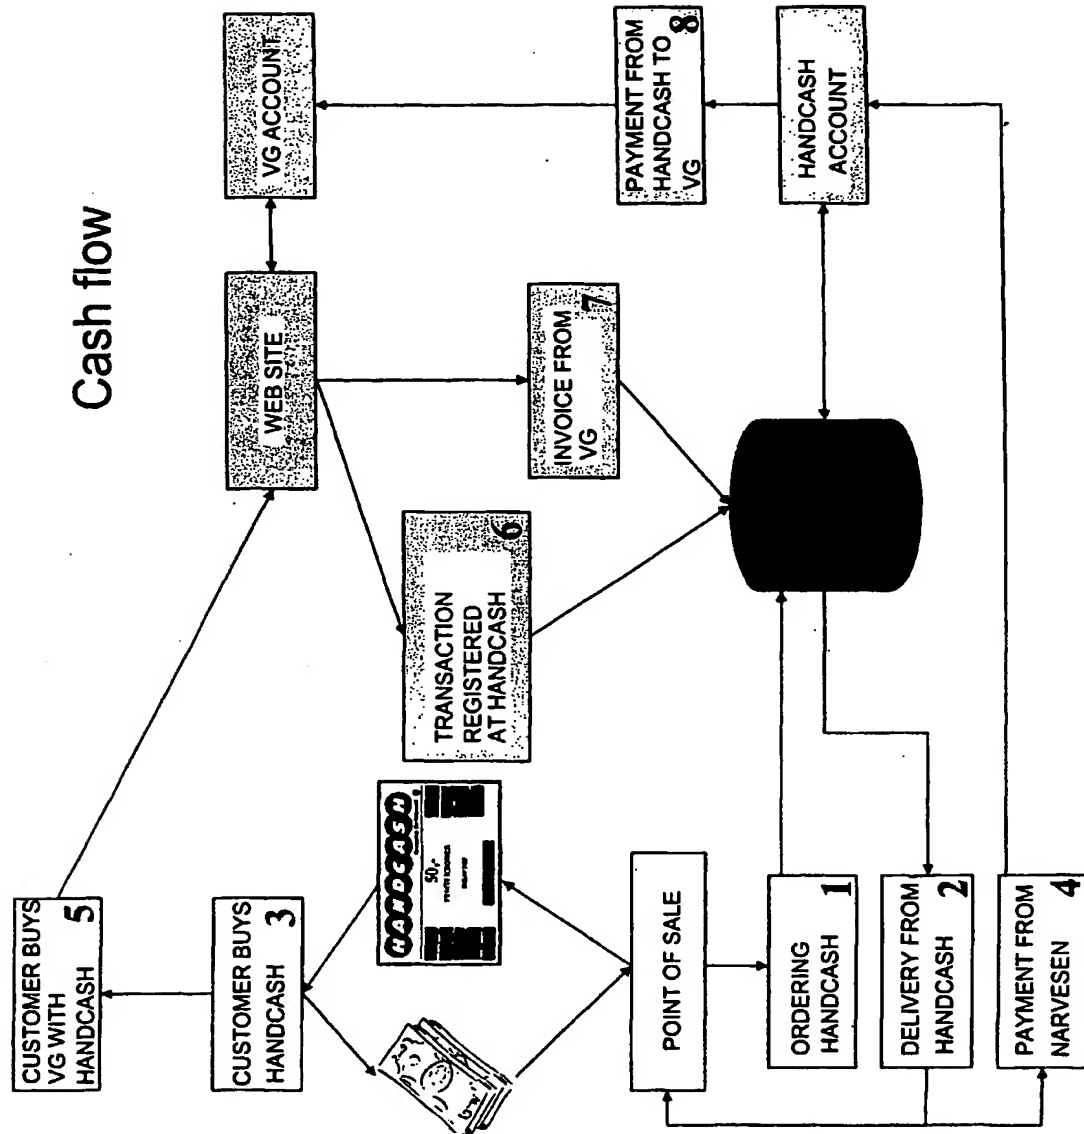 Cash flow
CUSTOMER BUYS
VG WITH
HANDCASH
5
CUSTOMER BUYS
HANDCASH
3
HANDCASH
50,-
POINT OF SALE
ORDERING
HANDCASH
1
DELIVERY FROM
HANDCASH
2
PAYMENT FROM
NARVESEN
4
TRANSACTION
REGISTERED
AT HANDCASH
6
WEB SITE
INVOICE FROM
VG
7
VG ACCOUNT
PAYMENT FROM
HANDCASH TO
VG
8
HANDCASH
ACCOUNT